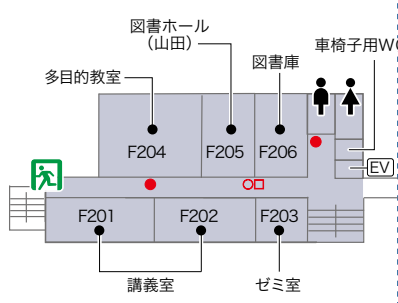 図書ホール
（山田）
車椅子用W
図書庫
多目的教室
F204
F205
F206
EV
F201
F202
F203
講義室
ゼミ室